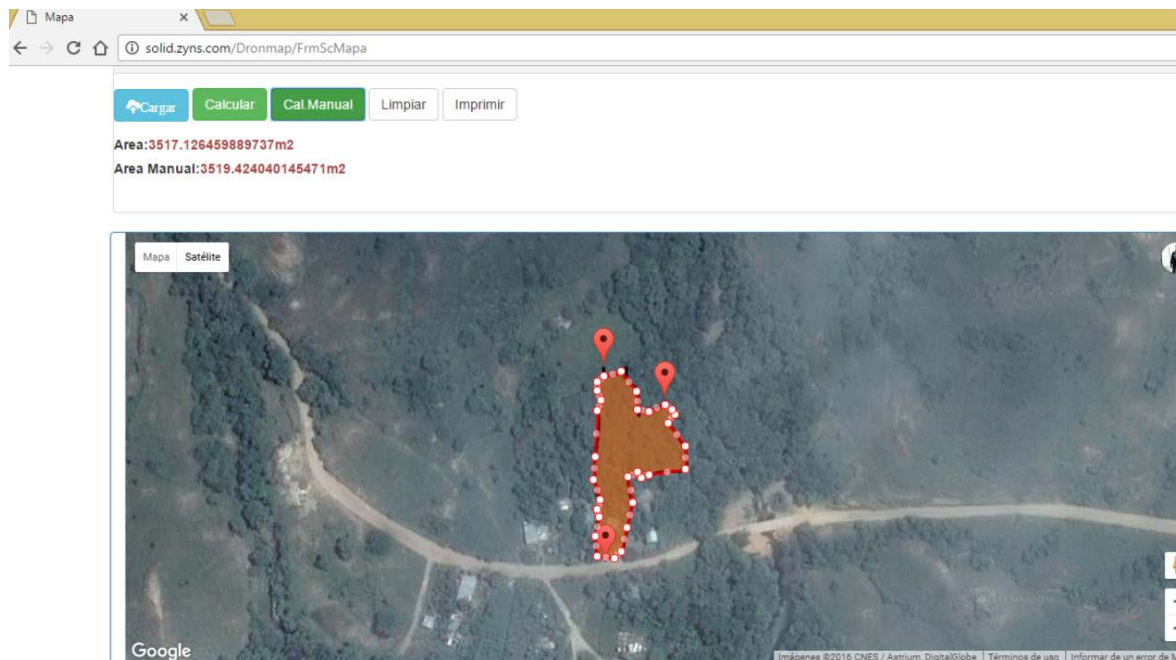 Mapa
solid.zyns.com/Dronmap/FrmScMapa
Cargar Calcular Cal.Manual Limpiar Imprimir
Area:3517.126459889737m2
Area Manual:3519.424040145471m2
Mapa Satélite
Google
Imágenes ©2016 CNES / Astrium, DigitalGlobe Términos de uso Informar de un error de